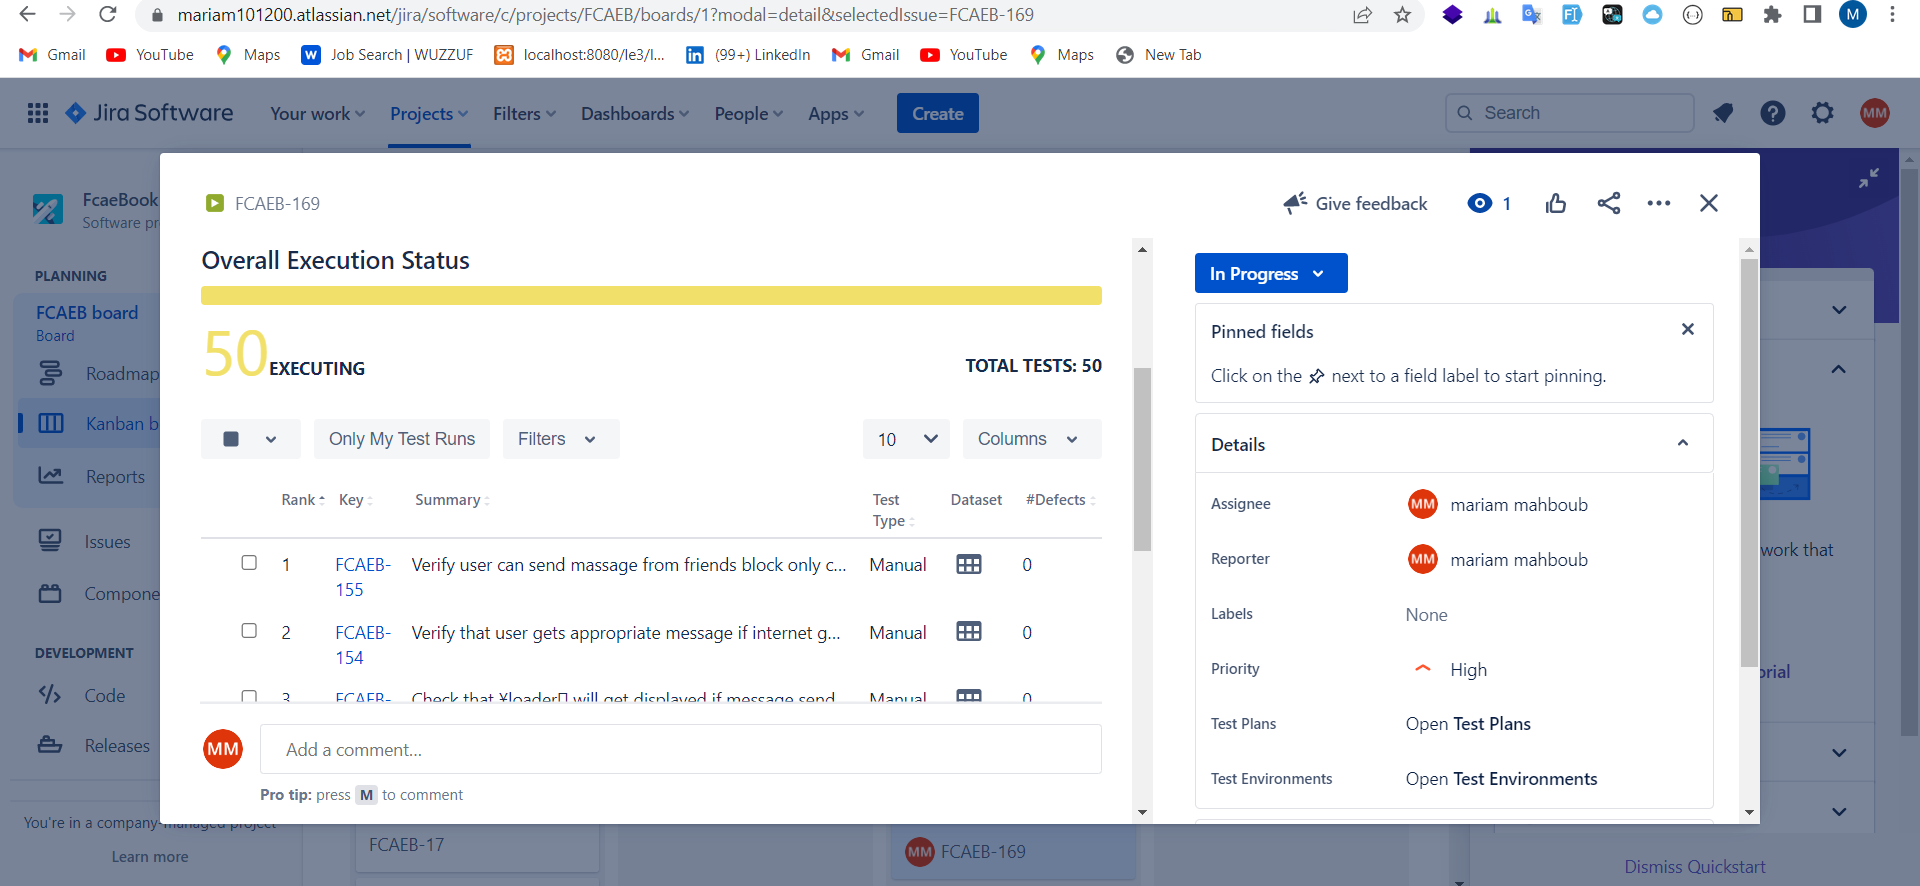 mariam101200.atlassian.net/jira/software/c/projects/FCAEB/boards/1?modal=detail&selectedIssue=FCAEB-169
M
Gmail YouTube Maps W Job Search | WUZZUF localhost:8080/le3/l... in (99+) LinkedIn Gmail YouTube Maps New Tab
Jira Software Your work Projects Filters Dashboards People Apps Create Search MM
FcaeBook
Software pr
PLANNING
FCAEB board
Board
Roadmap
Kanban b
Reports
Issues
Compone
DEVELOPMENT
Code
Releases
You're in a company-managed project
Learn more
FCAEB-169
Give feedback 1
Overall Execution Status
50 EXECUTING TOTAL TESTS: 50
Only My Test Runs Filters 10 Columns
Rank Key Summary Test Type Dataset #Defects
1 FCAEB-155 Verify user can send massage from friends block only c... Manual 0
2 FCAEB-154 Verify that user gets appropriate message if internet g... Manual 0
3 FCAEB- Check that ¥loader▯ will get displayed if message send Manual 0
MM Add a comment...
Pro tip: press M to comment
In Progress
Pinned fields
Click on the next to a field label to start pinning.
Details
Assignee MM mariam mahboub
Reporter MM mariam mahboub
Labels None
Priority High
Test Plans Open Test Plans
Test Environments Open Test Environments
work that
orial
FCAEB-17
MM FCAEB-169
Dismiss Quickstart